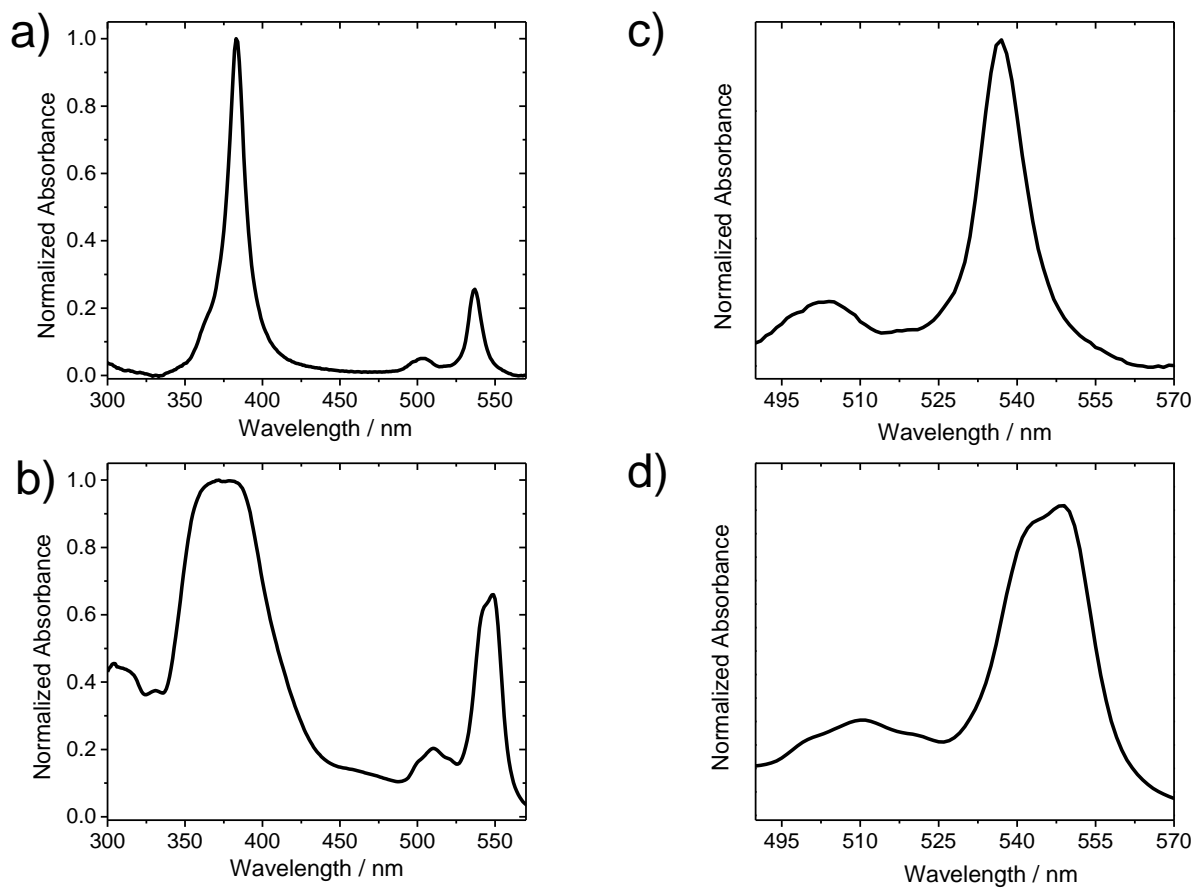 a)
1.0
0.8
0.6
0.4
0.2
0.0
Normalized Absorbance
300 350 400 450 500 550
Wavelength / nm
c)
Normalized Absorbance
495 510 525 540 555 570
Wavelength / nm
b)
1.0
0.8
0.6
0.4
0.2
0.0
Normalized Absorbance
300 350 400 450 500 550
Wavelength / nm
d)
Normalized Absorbance
495 510 525 540 555 570
Wavelength / nm